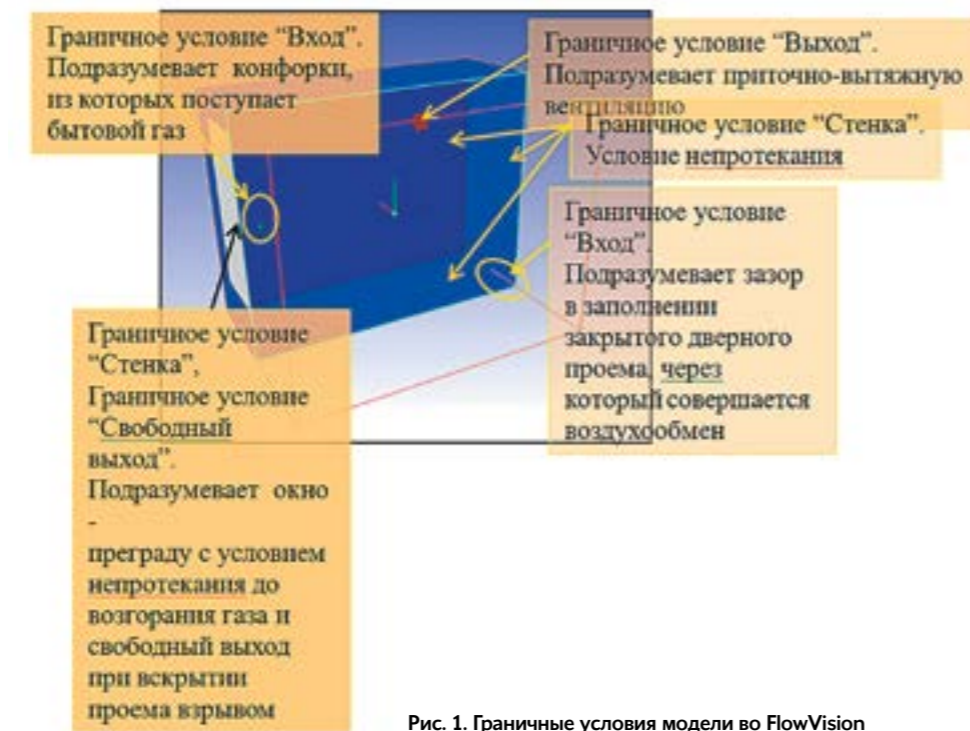 Граничное условие “Вход”.
Подразумевает конфорки,
из которых поступает
бытовой газ
Граничное условие “Выход”.
Подразумевает приточно-вытяжную
вентиляцию
Граничное условие “Стенка”.
Условие непротекания
Граничное условие
“Вход”.
Подразумевает зазор
в заполнении
закрытого дверного
проема, через
который совершается
воздухообмен
Граничное условие
“Стенка”,
Граничное условие
“Свободный
выход”.
Подразумевает окно
-
преграду с условием
непротекания до
возгорания газа и
свободный выход
при вскрытии
проема взрывом
Рис. 1. Граничные условия модели во FlowVision